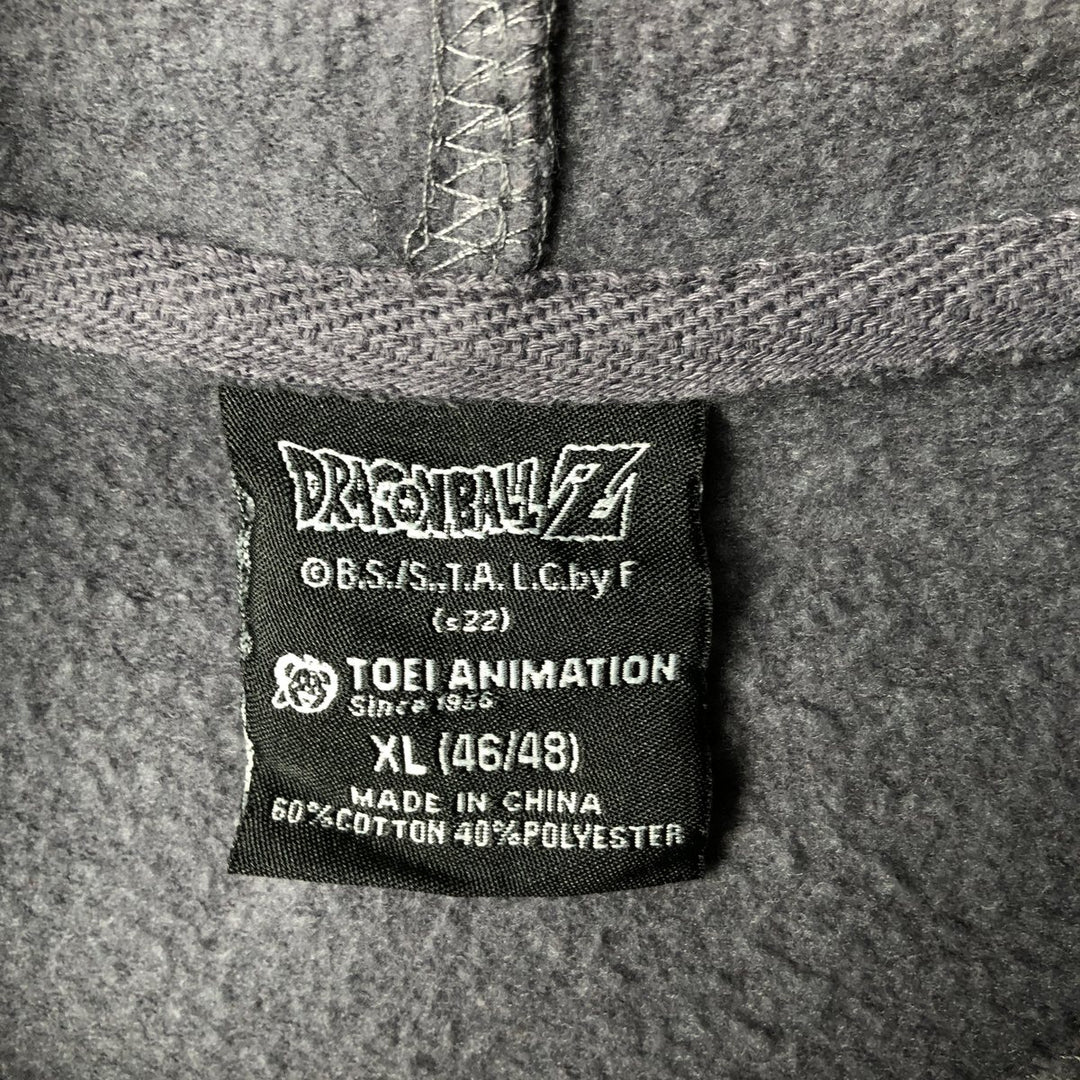 DRAGONBALL Z
©B.S./S.,T.A. L.C.by F
(s22)
TOEI ANIMATION
Since 1956
XL (46/48)
MADE IN CHINA
60%COTTON 40%POLYESTER